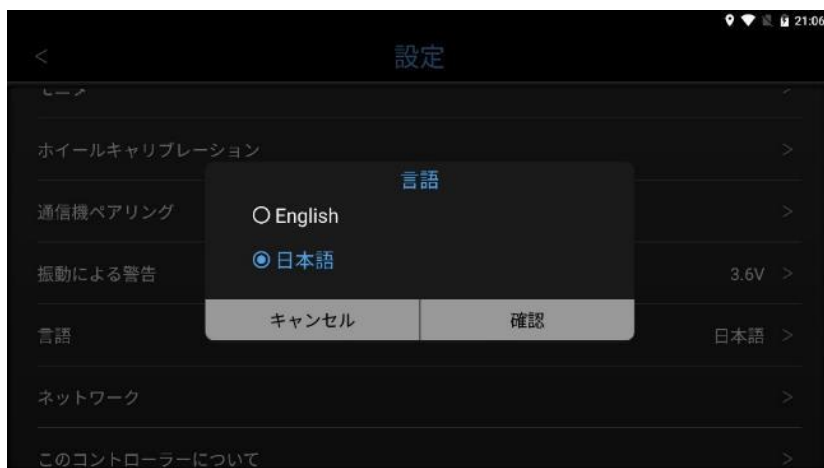 21:06
<
設定
モニタ
>
ホイールキャリブレーション
>
通信機ペアリング
>
振動による警告
3.6V >
言語
日本語 >
ネットワーク
>
このコントローラーについて
>
言語
English
日本語
キャンセル
確認